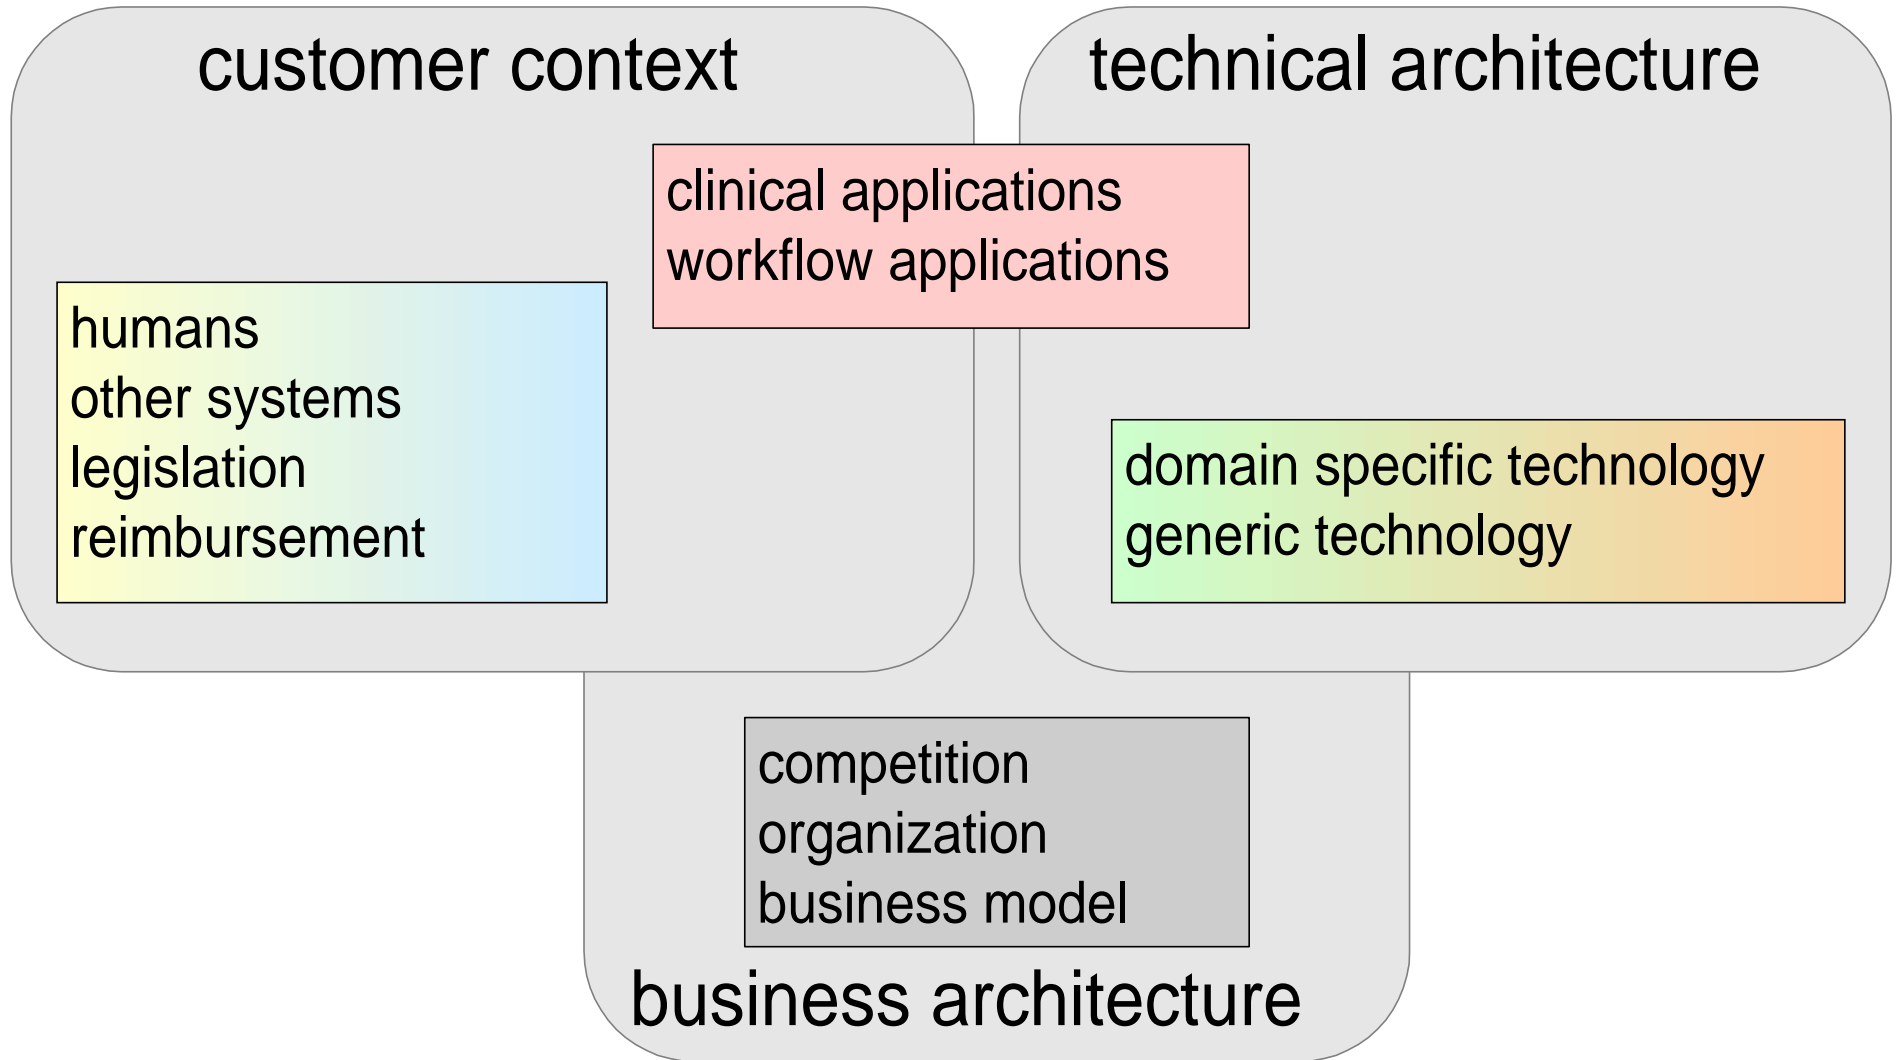 customer context
technical architecture
clinical applications
workflow applications
humans
other systems
legislation
reimbursement
domain specific technology
generic technology
competition
organization
business model
business architecture